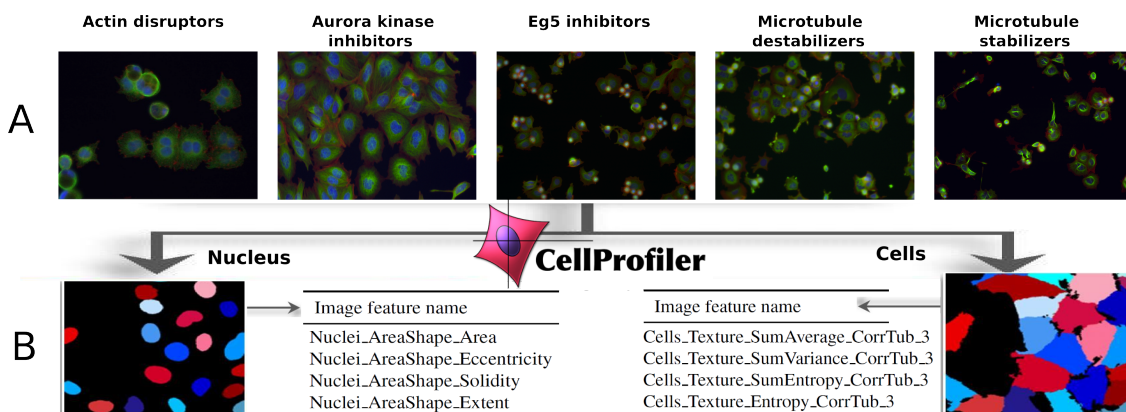 Actin disruptors
Aurora kinase
inhibitors
Eg5 inhibitors
Microtubule
destabilizers
Microtubule
stabilizers
A
Nucleus
CellProfiler
Cells
B
Image feature name
Nuclei_AreaShape_Area
Nuclei_AreaShape_Eccentricity
Nuclei_AreaShape_Solidity
Nuclei_AreaShape_Extent
Image feature name
Cells_Texture_SumAverage_CorrTub_3
Cells_Texture_SumVariance_CorrTub_3
Cells_Texture_SumEntropy_CorrTub_3
Cells_Texture_Entropy_CorrTub_3